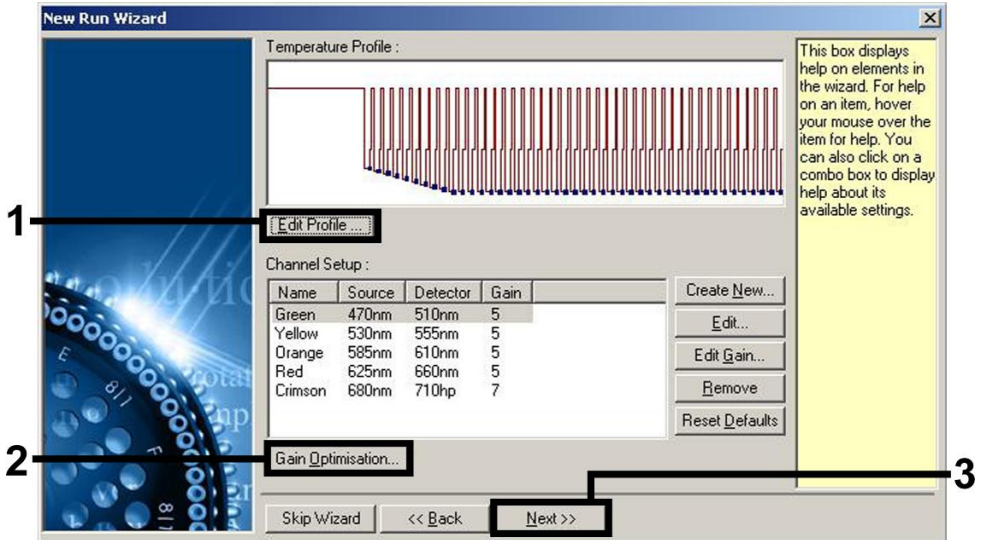 New Run Wizard
Temperature Profile :
1
Edit Profile ...
Channel Setup :
Name Source Detector Gain
Green 470nm 510nm 5
Yellow 530nm 555nm 5
Orange 585nm 610nm 5
Red 625nm 660nm 5
Crimson 680nm 710hp 7
Create New...
Edit...
Edit Gain...
Remove
Reset Defaults
2
Gain Optimisation...
3
Skip Wizard
<< Back
Next >>
This box displays
help on elements in
the wizard. For help
on an item, hover
your mouse over the
item for help. You
can also click on a
combo box to display
help about its
available settings.
E
8/1
F
8/1